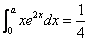 ∫₀ᵃ xe²ˣdx = 1/4